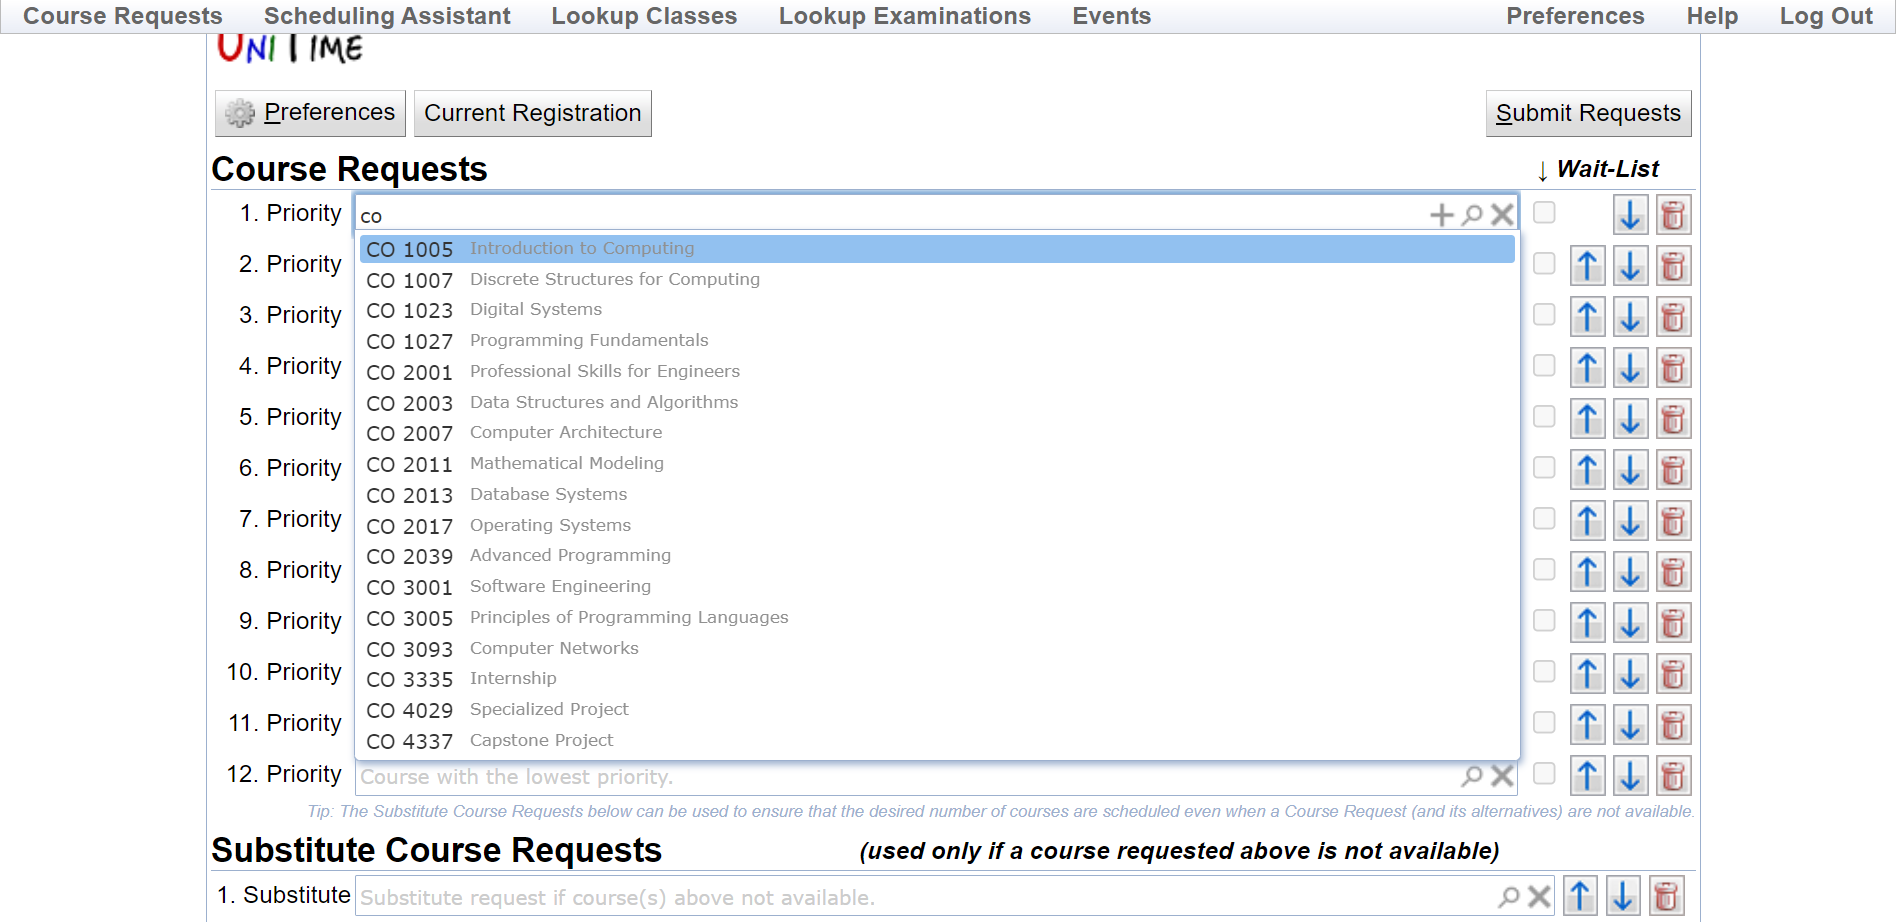 Course Requests Scheduling Assistant Lookup Classes Lookup Examinations Events Preferences Help Log Out
UniTime
Preferences Current Registration Submit Requests
Course Requests ↓ Wait-List
1. Priority co
CO 1005 Introduction to Computing
2. Priority
CO 1007 Discrete Structures for Computing
CO 1023 Digital Systems
3. Priority
CO 1027 Programming Fundamentals
4. Priority
CO 2001 Professional Skills for Engineers
CO 2003 Data Structures and Algorithms
5. Priority
CO 2007 Computer Architecture
6. Priority
CO 2011 Mathematical Modeling
CO 2013 Database Systems
7. Priority
CO 2017 Operating Systems
CO 2039 Advanced Programming
8. Priority
CO 3001 Software Engineering
9. Priority
CO 3005 Principles of Programming Languages
CO 3093 Computer Networks
10. Priority
CO 3335 Internship
CO 4029 Specialized Project
11. Priority
CO 4337 Capstone Project
12. Priority Course with the lowest priority.
Tip: The Substitute Course Requests below can be used to ensure that the desired number of courses are scheduled even when a Course Request (and its alternatives) are not available.
Substitute Course Requests (used only if a course requested above is not available)
1. Substitute Substitute request if course(s) above not available.